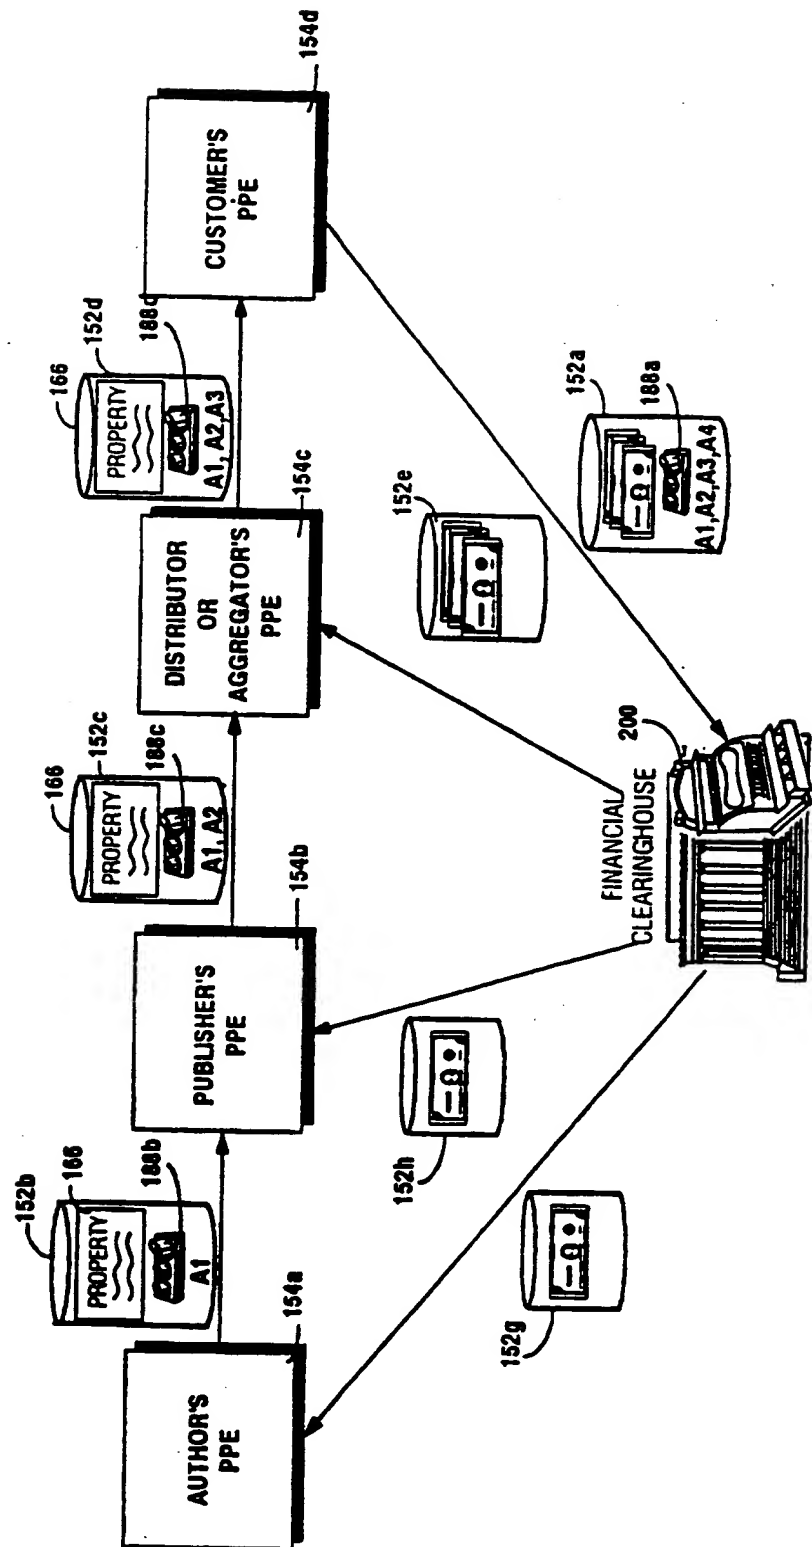 152b
166
188b
PROPERTY
A1
AUTHOR'S
PPE
154a
166
152c
188c
PROPERTY
A1, A2
PUBLISHER'S
PPE
154b
166
152d
188d
PROPERTY
A1, A2, A3
DISTRIBUTOR
OR
AGGREGATOR'S
PPE
154c
CUSTOMER'S
PPE
154d
152g
152h
152e
152a
188a
A1,A2,A3,A4
FINANCIAL
CLEARINGHOUSE
200